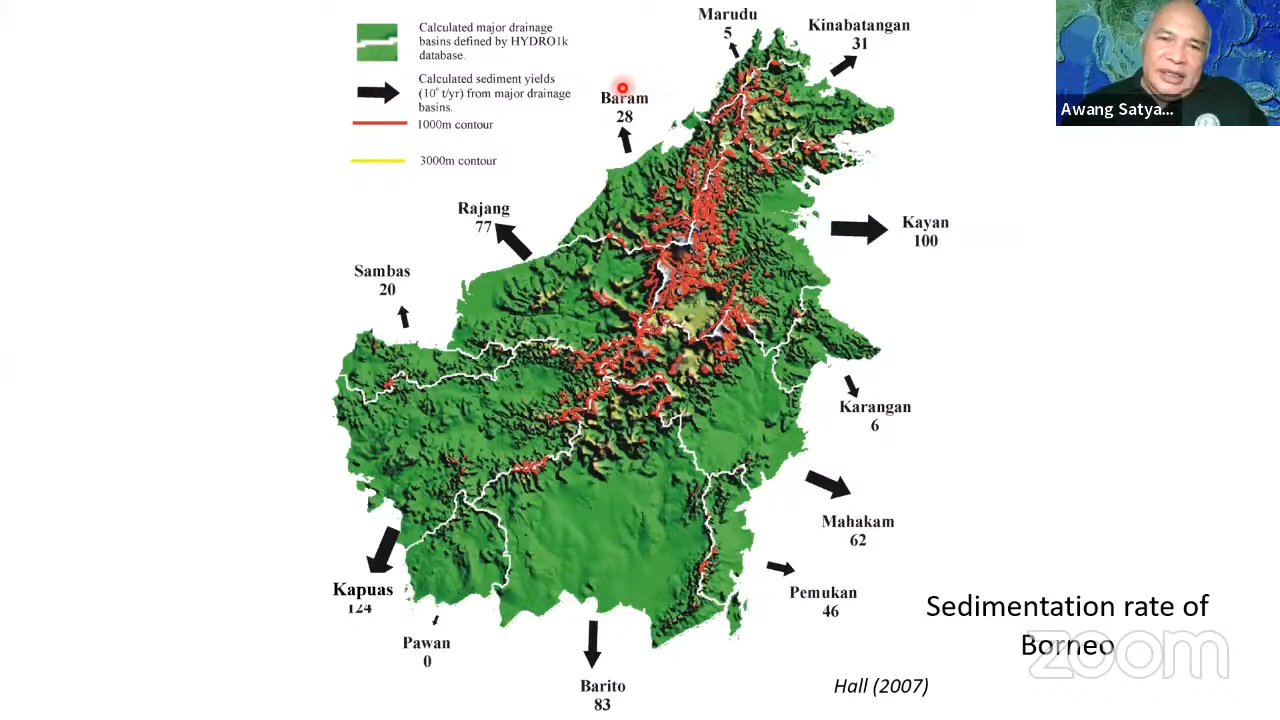 Calculated major drainage
basins defined by HYDRO1k
database.
Calculated sediment yields
(10⁶ t/yr) from major drainage
basins.
1000m contour
3000m contour
Marudu
5
Kinabatangan
31
Awang Satya...
Baram
28
Rajang
77
Kayan
100
Sambas
20
Karangan
6
Mahakam
62
Kapuas
124
Pemukan
46
Pawan
0
Barito
83
Sedimentation rate of
Borneo
zoom
Hall (2007)